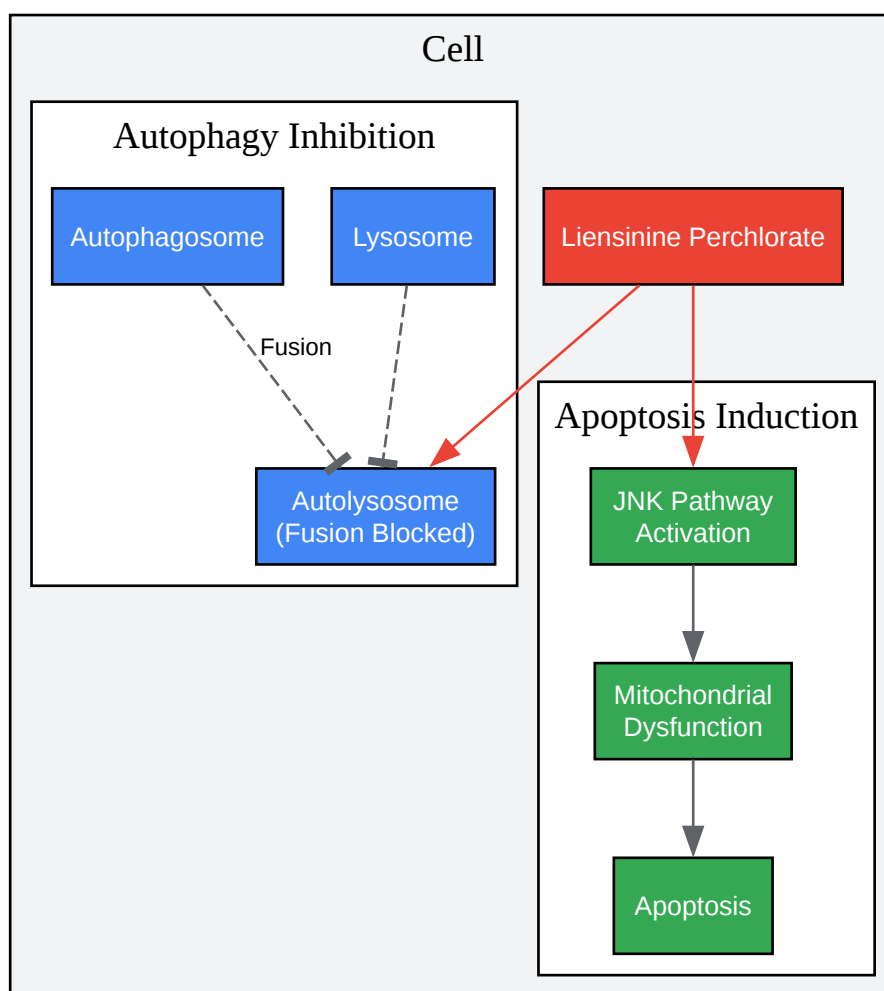 Cell
Autophagy Inhibition
Autophagosome
Lysosome
Liensinine Perchlorate
Fusion
Autolysosome
(Fusion Blocked)
Apoptosis Induction
JNK Pathway
Activation
Mitochondrial
Dysfunction
Apoptosis